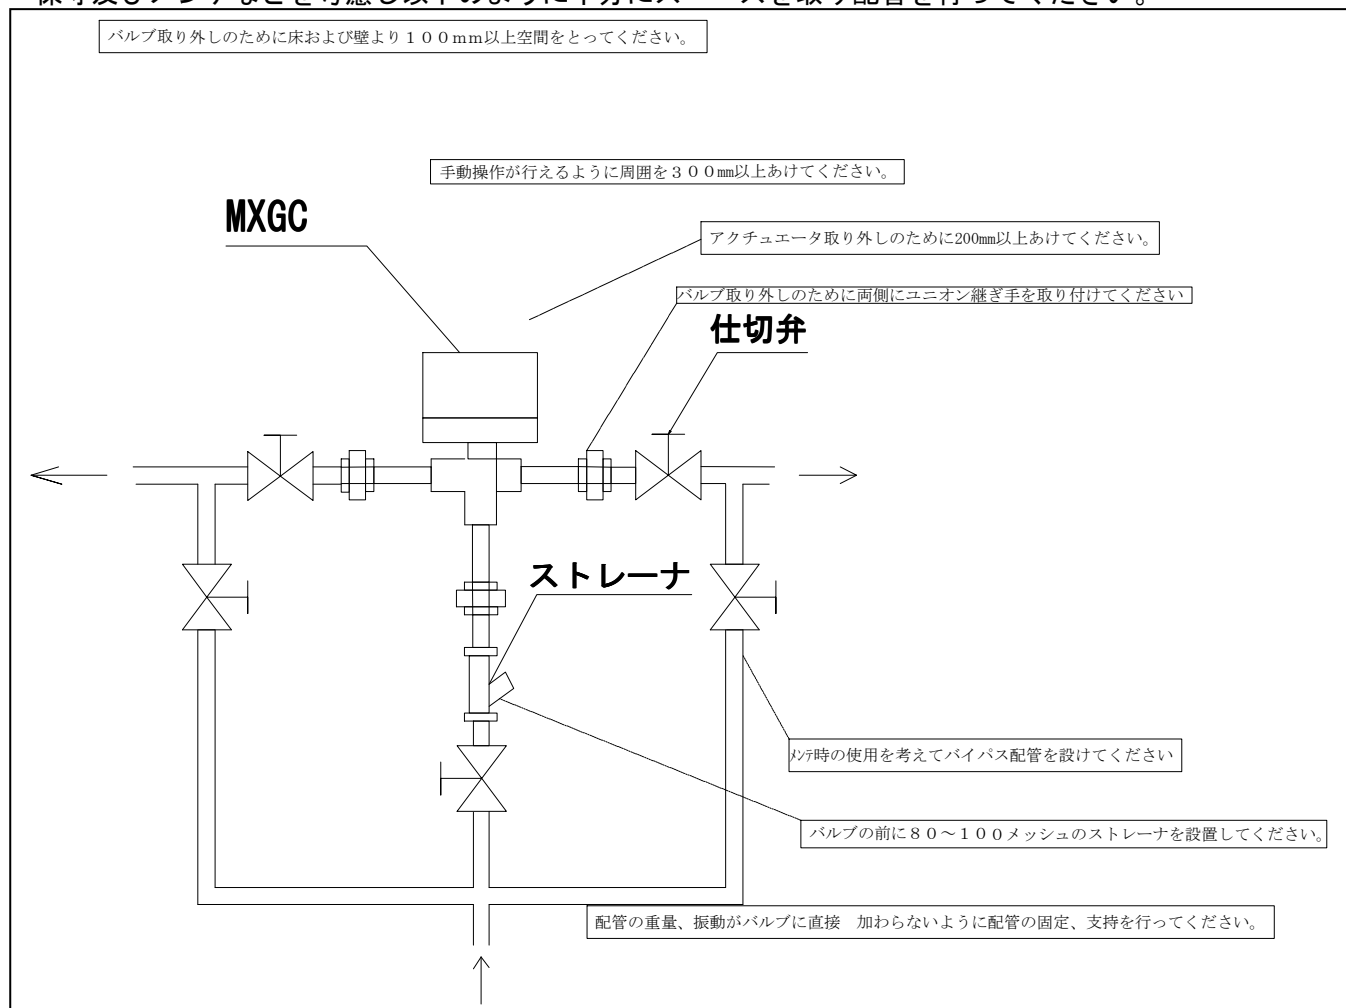 バルブ取り外しのために床および壁より１００mm以上空間をとってください。
手動操作が行えるように周囲を３００㎜以上あけてください。
MXGC
アクチュエータ取り外しのために200㎜以上あけてください。
バルブ取り外しのために両側にユニオン継ぎ手を取り付けてください
仕切弁
ストレーナ
ﾒﾝﾃ時の使用を考えてバイパス配管を設けてください
バルブの前に８０～１００メッシュのストレーナを設置してください。
配管の重量、振動がバルブに直接　加わらないように配管の固定、支持を行ってください。